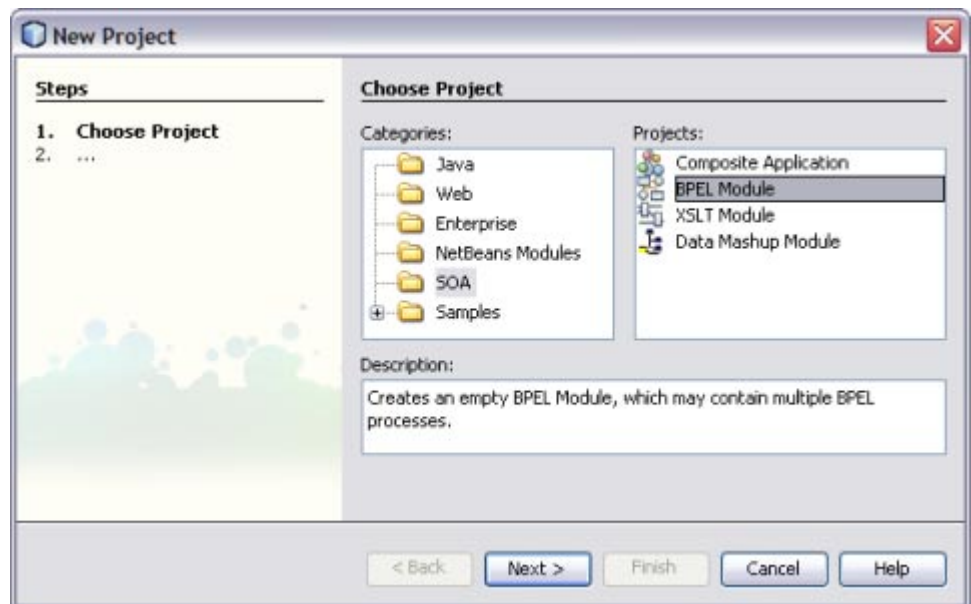 New Project
Steps
1. Choose Project
2. ...
Choose Project
Categories:
Java
Web
Enterprise
NetBeans Modules
SOA
Samples
Projects:
Composite Application
BPEL Module
XSLT Module
Data Mashup Module
Description:
Creates an empty BPEL Module, which may contain multiple BPEL
processes.
< Back
Next >
Finish
Cancel
Help